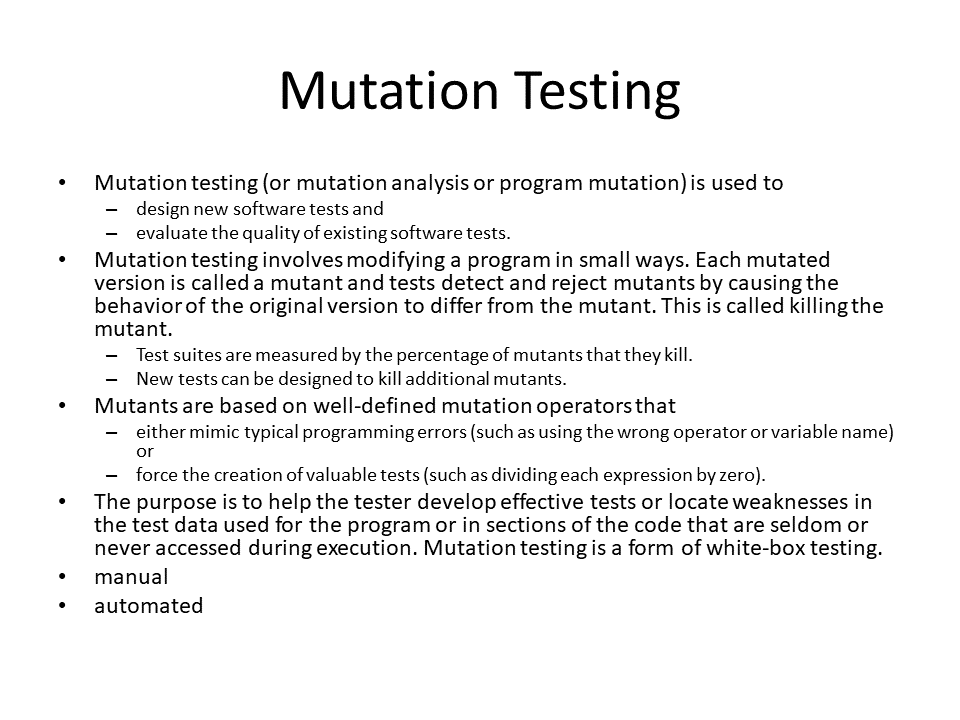 Mutation Testing
• Mutation testing (or mutation analysis or program mutation) is used to
– design new software tests and
– evaluate the quality of existing software tests.
• Mutation testing involves modifying a program in small ways. Each mutated
version is called a mutant and tests detect and reject mutants by causing the
behavior of the original version to differ from the mutant. This is called killing the
mutant.
– Test suites are measured by the percentage of mutants that they kill.
– New tests can be designed to kill additional mutants.
• Mutants are based on well-defined mutation operators that
– either mimic typical programming errors (such as using the wrong operator or variable name)
or
– force the creation of valuable tests (such as dividing each expression by zero).
• The purpose is to help the tester develop effective tests or locate weaknesses in
the test data used for the program or in sections of the code that are seldom or
never accessed during execution. Mutation testing is a form of white-box testing.
• manual
• automated